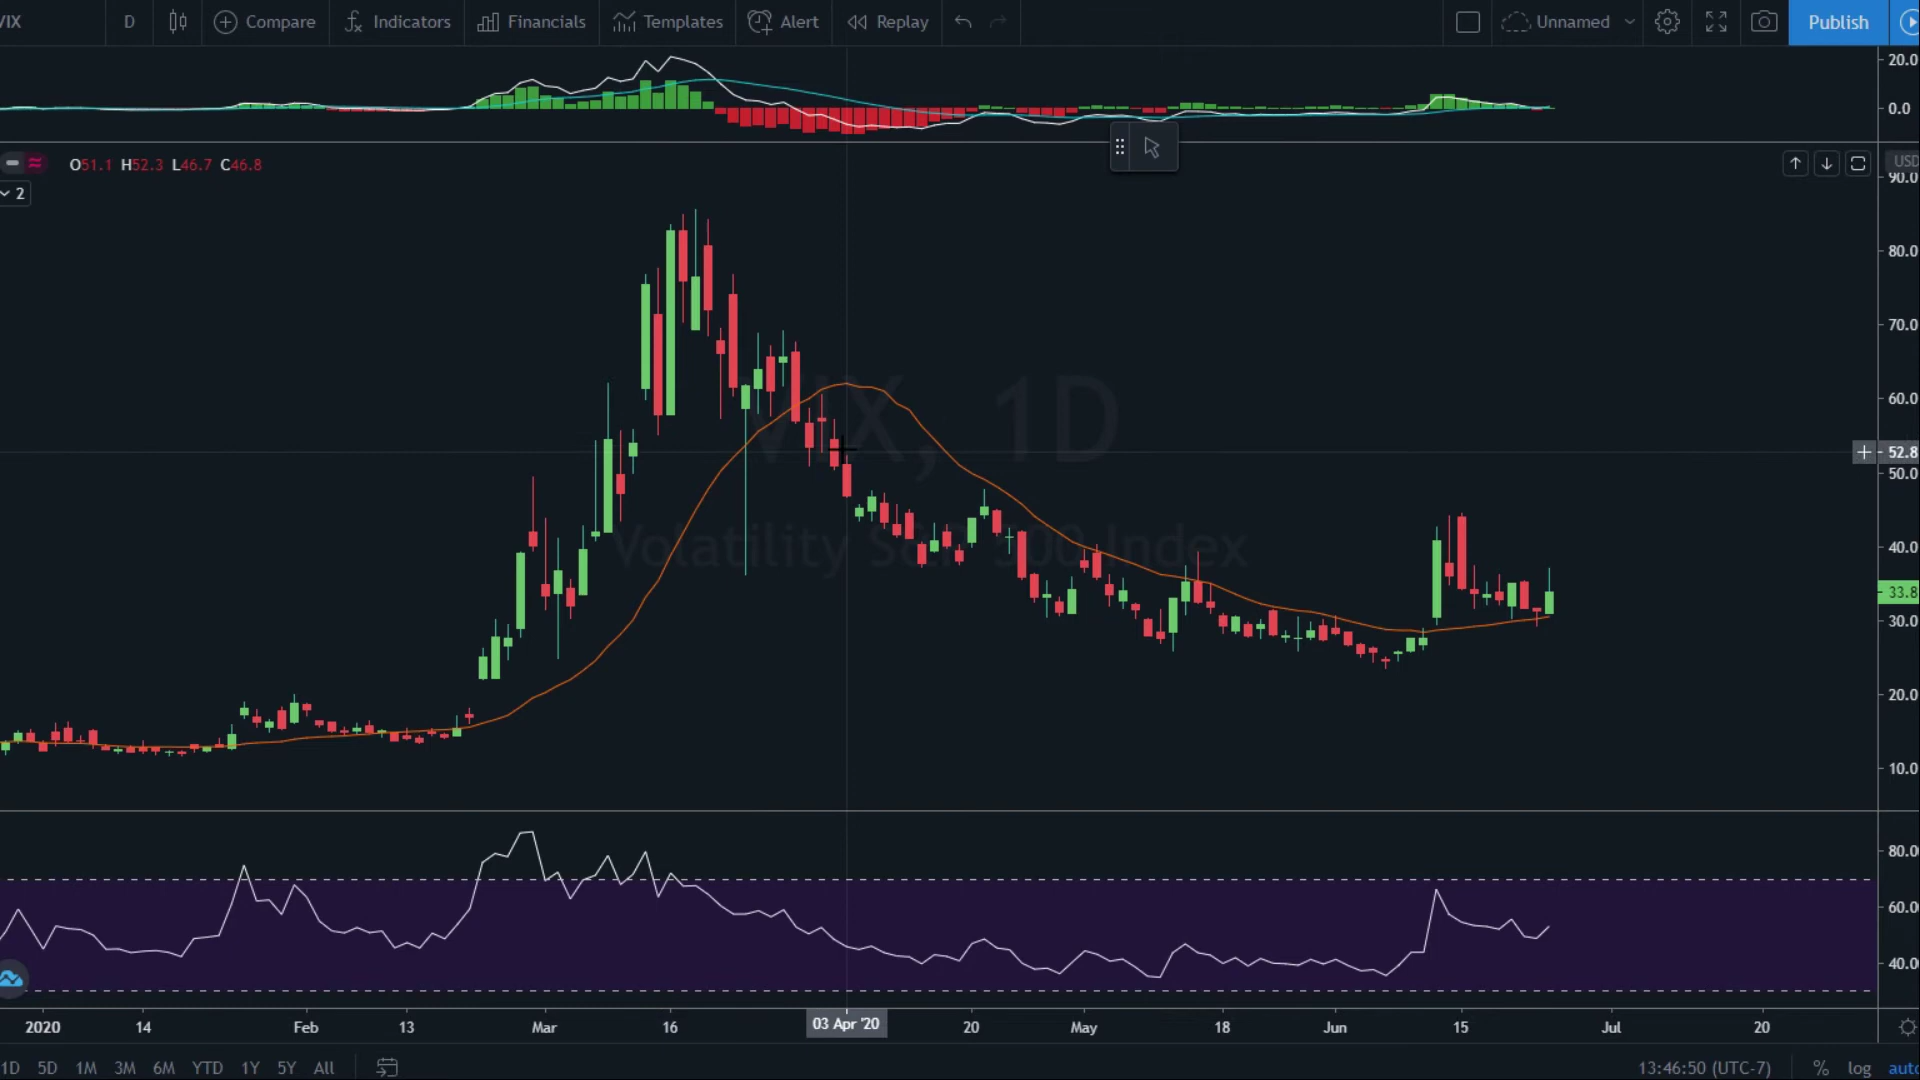 VIX D Compare Indicators Financials Templates Alert Replay Unnamed Publish
20.0
0.0
O51.1 H52.3 L46.7 C46.8
USD
2
90.0
80.0
70.0
60.0
VIX, 1D
52.8
50.0
Volatility S&P 500 Index
40.0
33.8
30.0
20.0
10.0
80.0
60.0
40.0
2020 14 Feb 13 Mar 16 03 Apr '20 20 May 18 Jun 15 Jul 20
1D 5D 1M 3M 6M YTD 1Y 5Y All 13:46:50 (UTC-7) % log auto